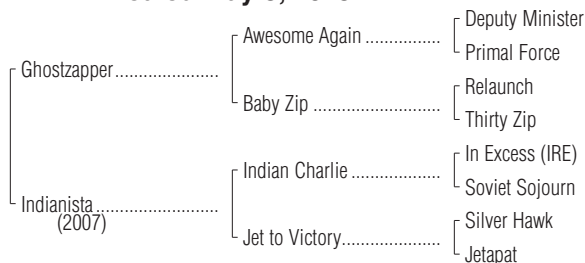 Deputy Minister
Awesome Again
Primal Force
Ghostzapper
Relaunch
Baby Zip
Thirty Zip
In Excess (IRE)
Indian Charlie
Soviet Sojourn
Indianista
(2007)
Silver Hawk
Jet to Victory
Jetapat